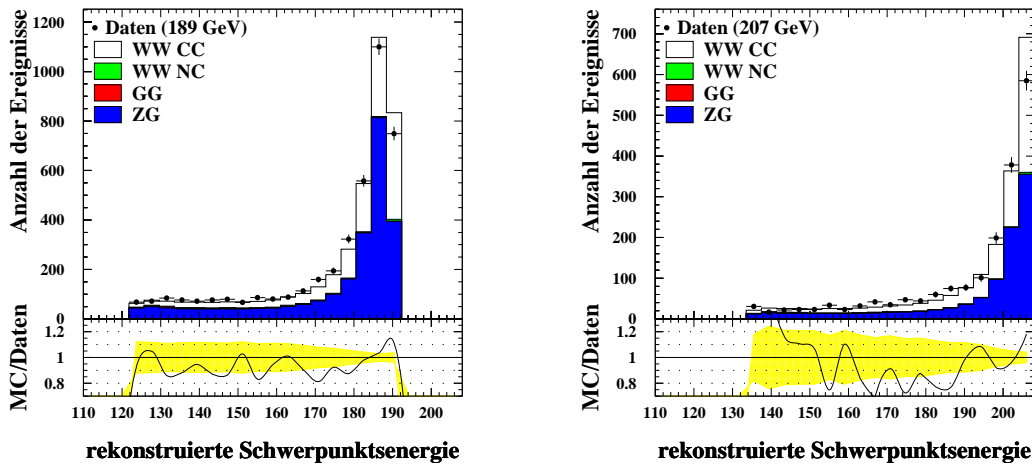 Anzahl der Ereignisse
1200
1000
800
600
400
200
0
Daten (189 GeV)
WW CC
WW NC
GG
ZG
MC/Daten
1.2
1
0.8
110 120 130 140 150 160 170 180 190 200
rekonstruierte Schwerpunktsenergie
Anzahl der Ereignisse
700
600
500
400
300
200
100
0
Daten (207 GeV)
WW CC
WW NC
GG
ZG
MC/Daten
1.2
1
0.8
110 120 130 140 150 160 170 180 190 200
rekonstruierte Schwerpunktsenergie